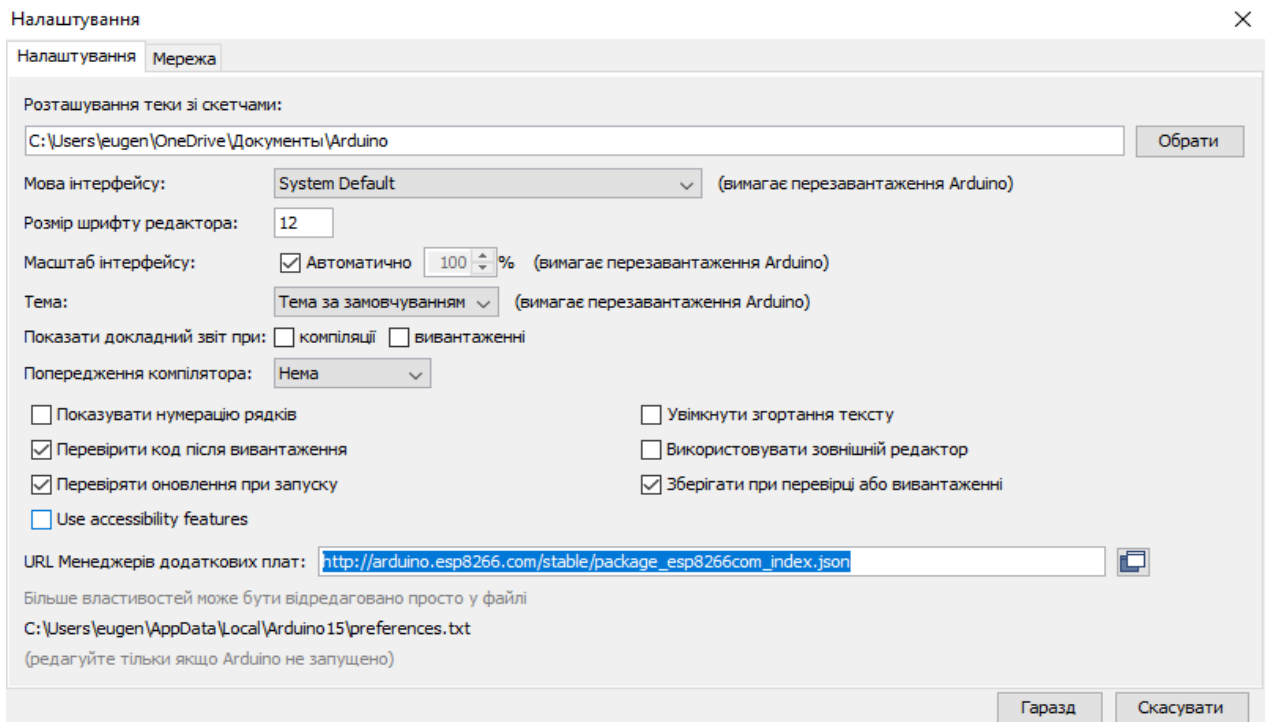 Налаштування
Налаштування Мережа
Розташування теки зі скетчами:
C:\Users\eugen\OneDrive\Документы\Arduino Обрати
Мова інтерфейсу: System Default (вимагає перезавантаження Arduino)
Розмір шрифту редактора: 12
Масштаб інтерфейсу: Автоматично 100 % (вимагає перезавантаження Arduino)
Тема: Тема за замовчуванням (вимагає перезавантаження Arduino)
Показати докладний звіт при: компіляції вивантаженні
Попередження компілятора: Нема
Показувати нумерацію рядків Увімкнути згортання тексту
Перевірити код після вивантаження Використовувати зовнішній редактор
Перевіряти оновлення при запуску Зберігати при перевірці або вивантаженні
Use accessibility features
URL Менеджерів додаткових плат: http://arduino.esp8266.com/stable/package_esp8266com_index.json
Більше властивостей може бути відредаговано просто у файлі
C:\Users\eugen\AppData\Local\Arduino15\preferences.txt
(редагуйте тільки якщо Arduino не запущено)
Гаразд Скасувати